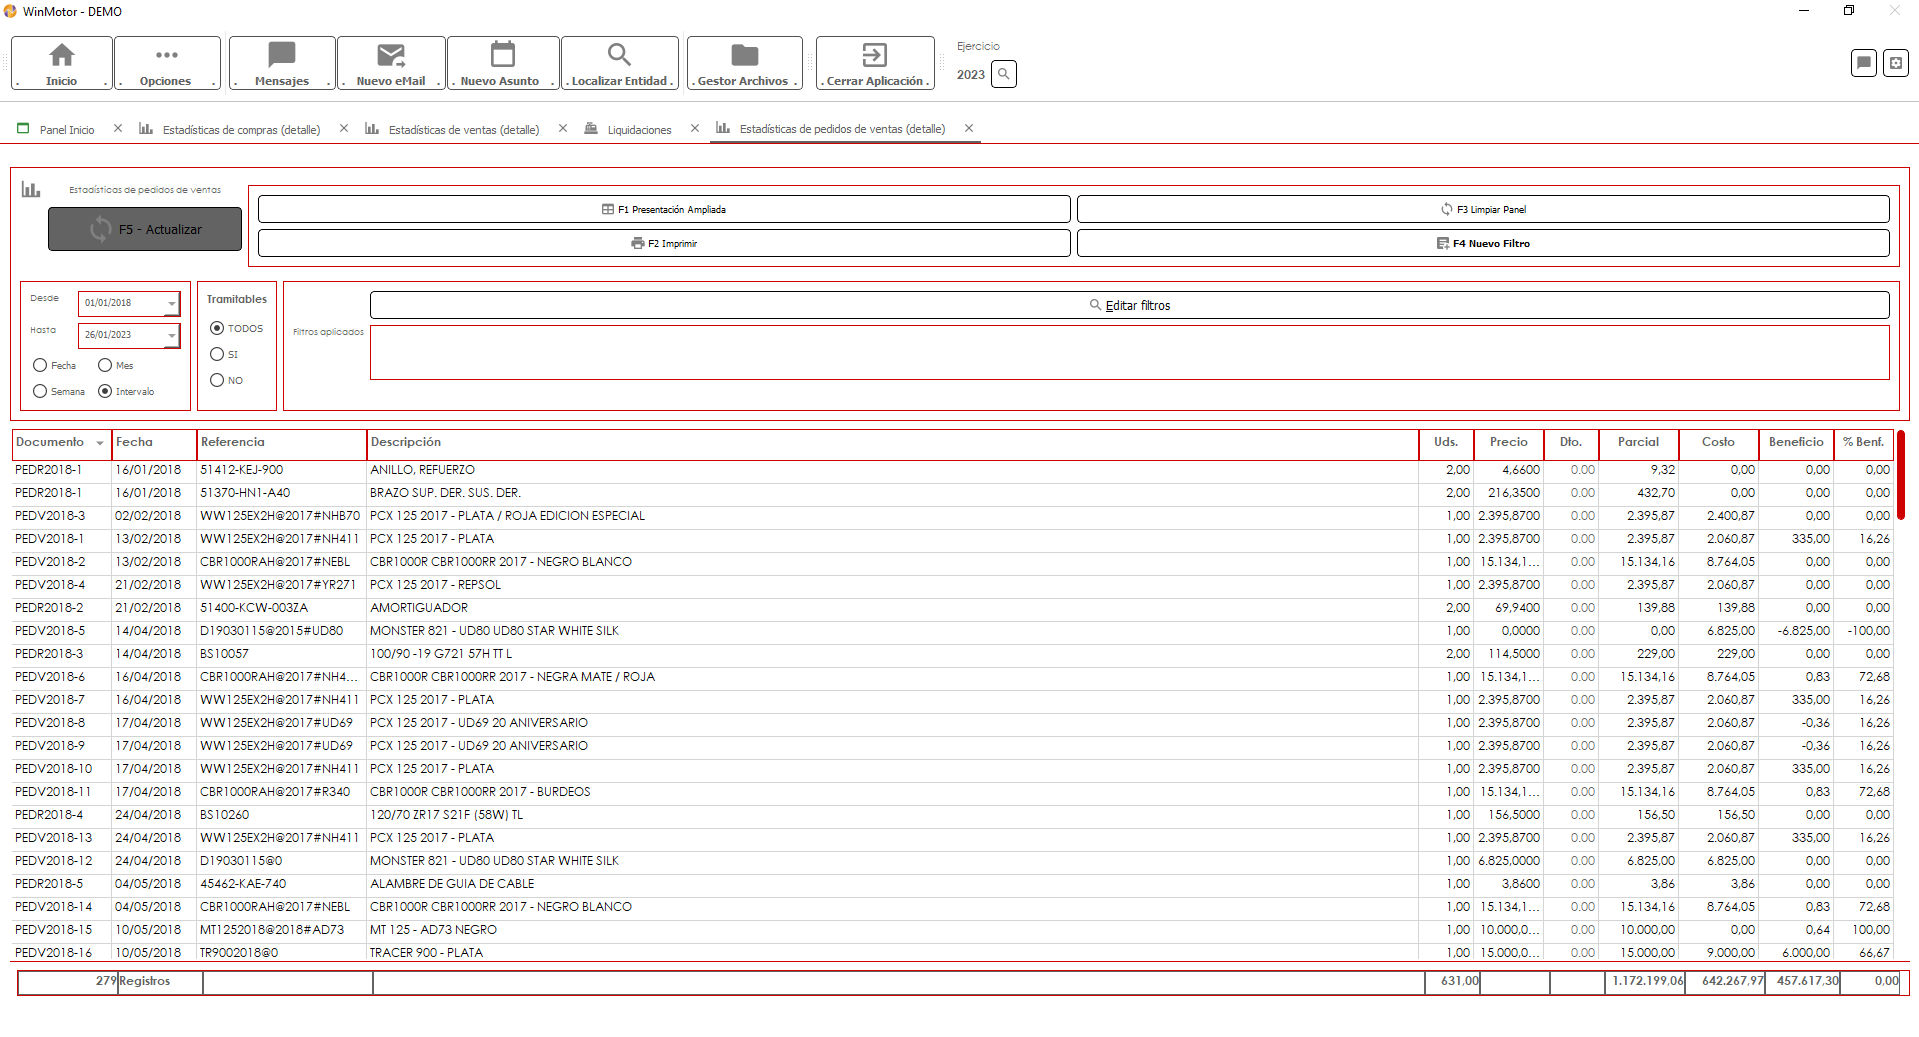 WinMotor - DEMO
. Inicio . . Opciones . . Mensajes . . Nuevo eMail . . Nuevo Asunto . . Localizar Entidad . . Gestor Archivos . . Cerrar Aplicación .
Ejercicio
2023
Panel Inicio Estadísticas de compras (detalle) Estadísticas de ventas (detalle) Liquidaciones Estadísticas de pedidos de ventas (detalle)
Estadísticas de pedidos de ventas
F5 - Actualizar
F1 Presentación Ampliada F3 Limpiar Panel
F2 Imprimir F4 Nuevo Filtro
Desde 01/01/2018
Hasta 26/01/2023
Fecha Mes
Semana Intervalo
Tramitables
TODOS
SI
NO
Editar filtros
Filtros aplicados
Documento Fecha Referencia Descripción Uds. Precio Dto. Parcial Costo Beneficio % Benf.
PEDR2018-1 16/01/2018 51412-KEJ-900 ANILLO, REFUERZO 2,00 4,6600 0.00 9,32 0,00 0,00 0,00
PEDR2018-1 16/01/2018 51370-HN1-A40 BRAZO SUP. DER. SUS. DER. 2,00 216,3500 0.00 432,70 0,00 0,00 0,00
PEDV2018-3 02/02/2018 WW125EX2H@2017#NHB70 PCX 125 2017 - PLATA / ROJA EDICION ESPECIAL 1,00 2.395,8700 0.00 2.395,87 2.400,87 0,00 0,00
PEDV2018-1 13/02/2018 WW125EX2H@2017#NH411 PCX 125 2017 - PLATA 1,00 2.395,8700 0.00 2.395,87 2.060,87 335,00 16,26
PEDV2018-2 13/02/2018 CBR1000RAH@2017#NEBL CBR1000R CBR1000RR 2017 - NEGRO BLANCO 1,00 15.134,1... 0.00 15.134,16 8.764,05 0,00 0,00
PEDV2018-4 21/02/2018 WW125EX2H@2017#YR271 PCX 125 2017 - REPSOL 1,00 2.395,8700 0.00 2.395,87 2.060,87 0,00 0,00
PEDR2018-2 21/02/2018 51400-KCW-003ZA AMORTIGUADOR 2,00 69,9400 0.00 139,88 139,88 0,00 0,00
PEDV2018-5 14/04/2018 D19030115@2015#UD80 MONSTER 821 - UD80 UD80 STAR WHITE SILK 1,00 0,0000 0.00 0,00 6.825,00 -6.825,00 -100,00
PEDR2018-3 14/04/2018 BS10057 100/90 -19 G721 57H TT L 2,00 114,5000 0.00 229,00 229,00 0,00 0,00
PEDV2018-6 16/04/2018 CBR1000RAH@2017#NH4... CBR1000R CBR1000RR 2017 - NEGRA MATE / ROJA 1,00 15.134,1... 0.00 15.134,16 8.764,05 0,83 72,68
PEDV2018-7 16/04/2018 WW125EX2H@2017#NH411 PCX 125 2017 - PLATA 1,00 2.395,8700 0.00 2.395,87 2.060,87 335,00 16,26
PEDV2018-8 17/04/2018 WW125EX2H@2017#UD69 PCX 125 2017 - UD69 20 ANIVERSARIO 1,00 2.395,8700 0.00 2.395,87 2.060,87 -0,36 16,26
PEDV2018-9 17/04/2018 WW125EX2H@2017#UD69 PCX 125 2017 - UD69 20 ANIVERSARIO 1,00 2.395,8700 0.00 2.395,87 2.060,87 -0,36 16,26
PEDV2018-10 17/04/2018 WW125EX2H@2017#NH411 PCX 125 2017 - PLATA 1,00 2.395,8700 0.00 2.395,87 2.060,87 335,00 16,26
PEDV2018-11 17/04/2018 CBR1000RAH@2017#R340 CBR1000R CBR1000RR 2017 - BURDEOS 1,00 15.134,1... 0.00 15.134,16 8.764,05 0,83 72,68
PEDR2018-4 24/04/2018 BS10260 120/70 ZR17 S21F (58W) TL 1,00 156,5000 0.00 156,50 156,50 0,00 0,00
PEDV2018-13 24/04/2018 WW125EX2H@2017#NH411 PCX 125 2017 - PLATA 1,00 2.395,8700 0.00 2.395,87 2.060,87 335,00 16,26
PEDV2018-12 24/04/2018 D19030115@0 MONSTER 821 - UD80 UD80 STAR WHITE SILK 1,00 6.825,0000 0.00 6.825,00 6.825,00 0,00 0,00
PEDR2018-5 04/05/2018 45462-KAE-740 ALAMBRE DE GUIA DE CABLE 1,00 3,8600 0.00 3,86 3,86 0,00 0,00
PEDV2018-14 04/05/2018 CBR1000RAH@2017#NEBL CBR1000R CBR1000RR 2017 - NEGRO BLANCO 1,00 15.134,1... 0.00 15.134,16 8.764,05 0,83 72,68
PEDV2018-15 10/05/2018 MT1252018@2018#AD73 MT 125 - AD73 NEGRO 1,00 10.000,0... 0.00 10.000,00 0,00 0,64 100,00
PEDV2018-16 10/05/2018 TR9002018@0 TRACER 900 - PLATA 1,00 15.000,0... 0.00 15.000,00 9.000,00 6.000,00 66,67
279 Registros 631,00 1.172.199,06 642.267,97 457.617,30 0,00